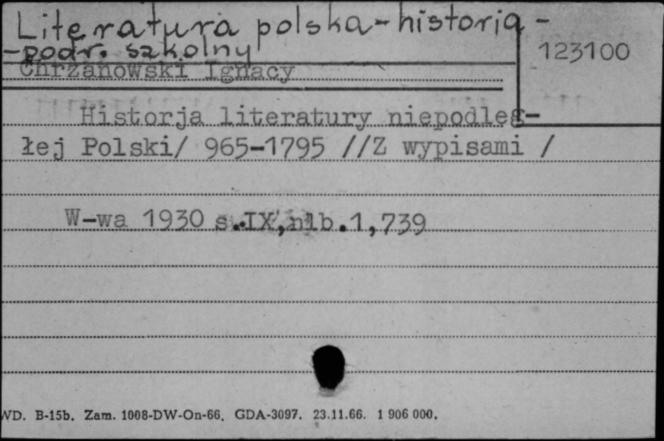 Literatura polska - historia -
- podr. szkolny
123100
Chrzanowski Ignacy
Historja literatury niepodleg-
łej Polski/ 965-1795 //Z wypisami /
W-wa 1930 s.IX,nlb.1,739
WD. B-15b. Zam. 1008-DW-On-66. GDA-3097. 23.11.66. 1 906 000.